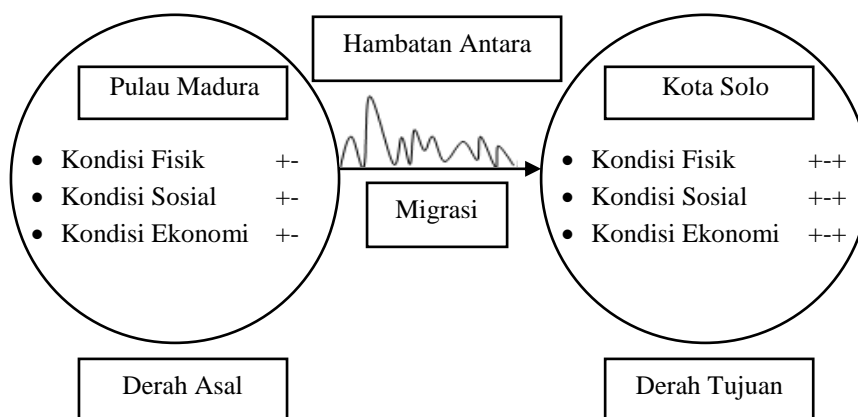 Hambatan Antara
Pulau Madura
• Kondisi Fisik +-
• Kondisi Sosial +-
• Kondisi Ekonomi +-
Migrasi
Kota Solo
• Kondisi Fisik +-+
• Kondisi Sosial +-+
• Kondisi Ekonomi +-+
Derah Asal
Derah Tujuan